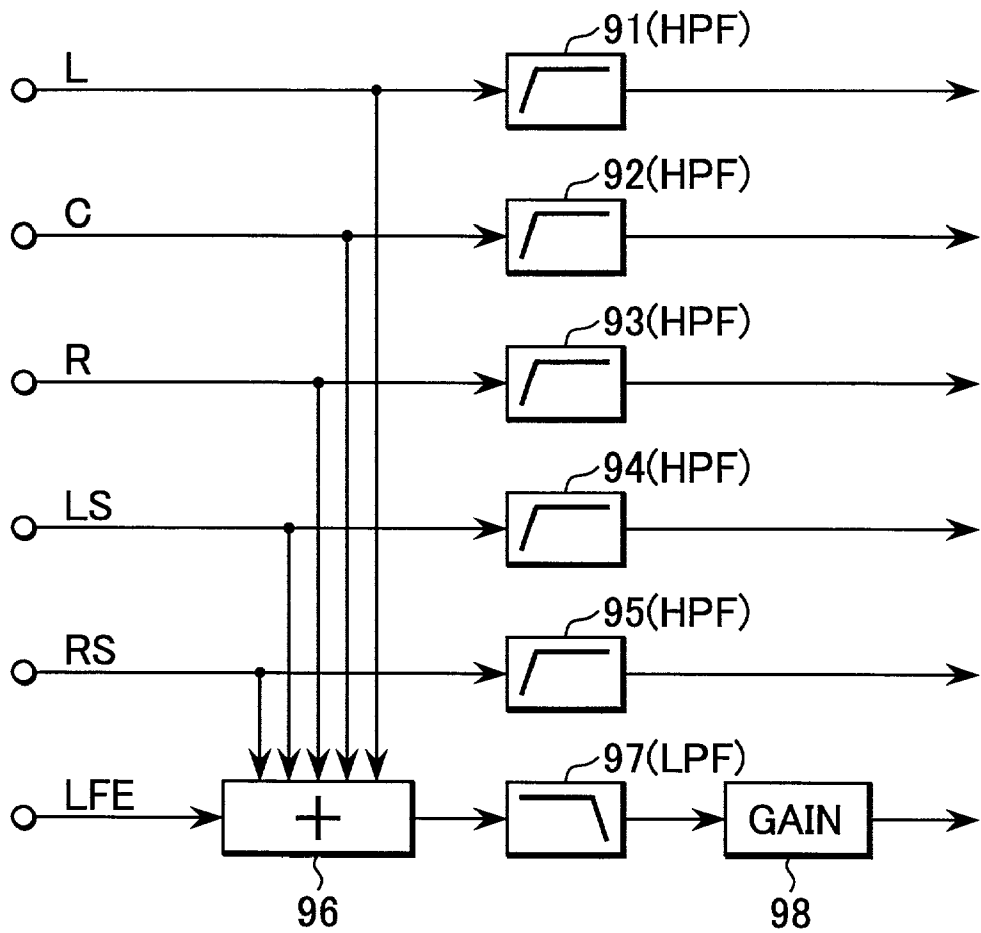 91(HPF)
L
92(HPF)
C
93(HPF)
R
94(HPF)
LS
95(HPF)
RS
97(LPF)
LFE
+
GAIN
96
98